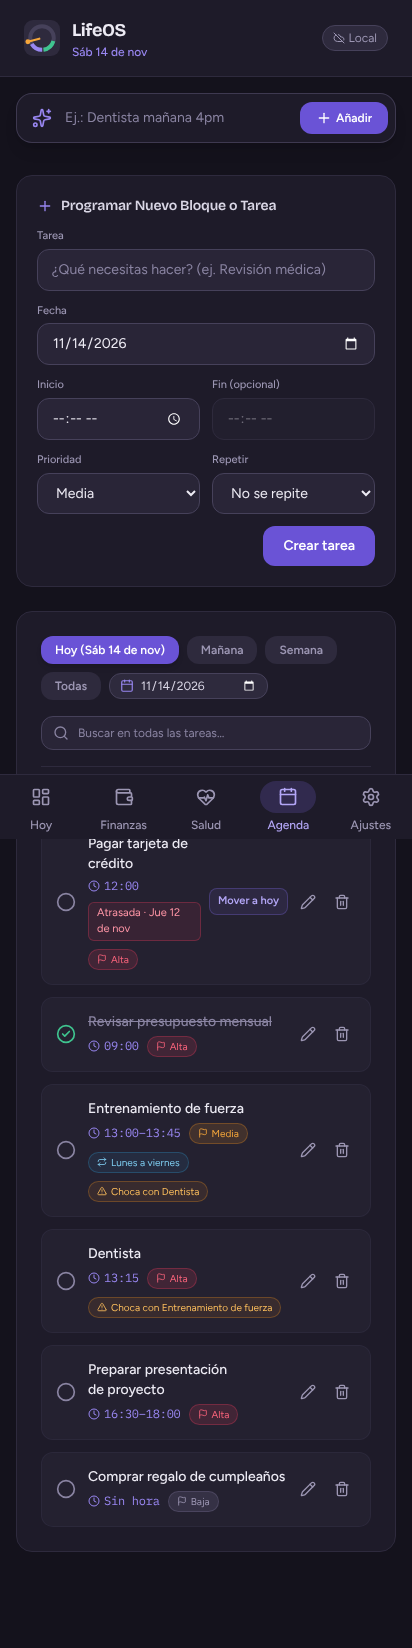 LifeOS
Sáb 14 de nov
Local
Ej.: Dentista mañana 4pm
Añadir
Programar Nuevo Bloque o Tarea
Tarea
¿Qué necesitas hacer? (ej. Revisión médica)
Fecha
11/14/2026
Inicio
Fin (opcional)
--:-- --
--:-- --
Prioridad
Repetir
Media
No se repite
Crear tarea
Hoy (Sáb 14 de nov)
Mañana
Semana
Todas
11/14/2026
Buscar en todas las tareas...
Hoy
Finanzas
Salud
Agenda
Ajustes
Pagar tarjeta de
crédito
12:00
Atrasada · Jue 12
de nov
Mover a hoy
Alta
Revisar presupuesto mensual
09:00
Alta
Entrenamiento de fuerza
13:00–13:45
Media
Lunes a viernes
Choca con Dentista
Dentista
13:15
Alta
Choca con Entrenamiento de fuerza
Preparar presentación
de proyecto
16:30–18:00
Alta
Comprar regalo de cumpleaños
Sin hora
Baja